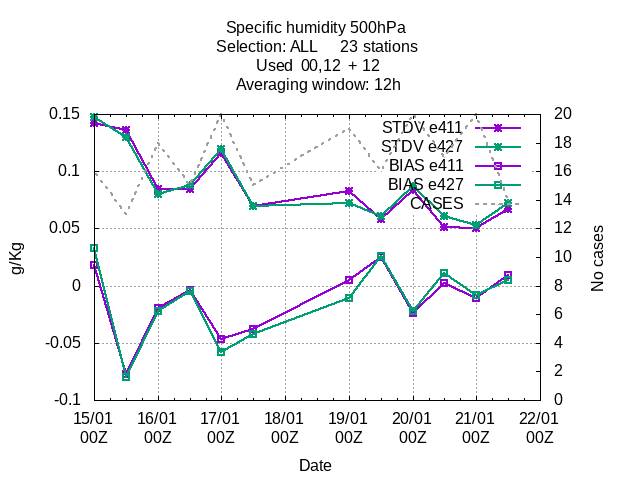 Specific humidity 500hPa
Selection: ALL     23 stations
Used  00,12  + 12
Averaging window: 12h
0.15
0.1
0.05
0
-0.05
-0.1
g/Kg
STDV e411
STDV e427
BIAS e411
BIAS e427
CASES
20
18
16
14
12
10
8
6
4
2
0
No cases
15/01 16/01 17/01 18/01 19/01 20/01 21/01 22/01
00Z 00Z 00Z 00Z 00Z 00Z 00Z 00Z
Date